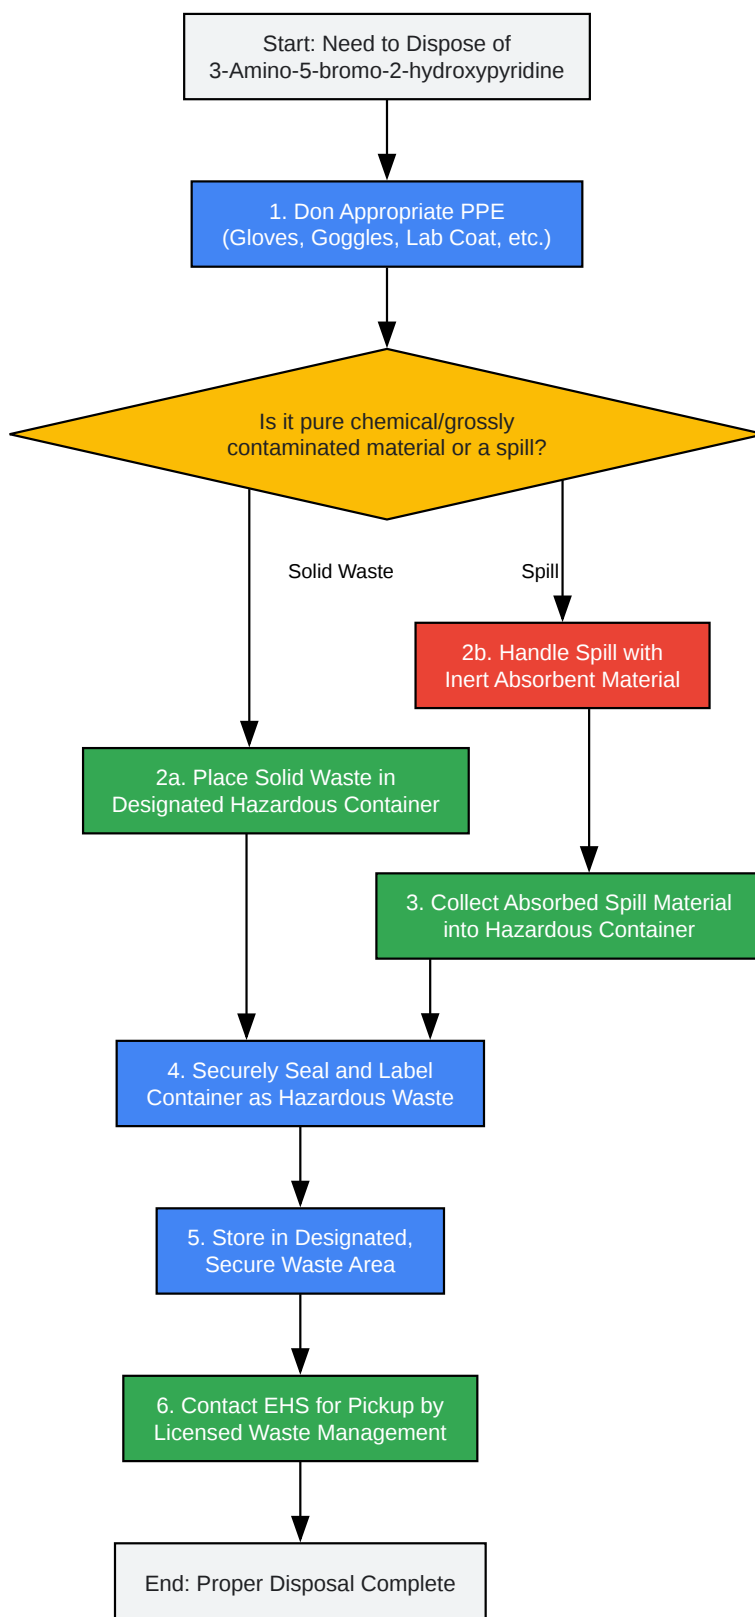 Start: Need to Dispose of
3-Amino-5-bromo-2-hydroxypyridine
1. Don Appropriate PPE
(Gloves, Goggles, Lab Coat, etc.)
Is it pure chemical/grossly
contaminated material or a spill?
Solid Waste
Spill
2b. Handle Spill with
Inert Absorbent Material
2a. Place Solid Waste in
Designated Hazardous Container
3. Collect Absorbed Spill Material
into Hazardous Container
4. Securely Seal and Label
Container as Hazardous Waste
5. Store in Designated,
Secure Waste Area
6. Contact EHS for Pickup by
Licensed Waste Management
End: Proper Disposal Complete